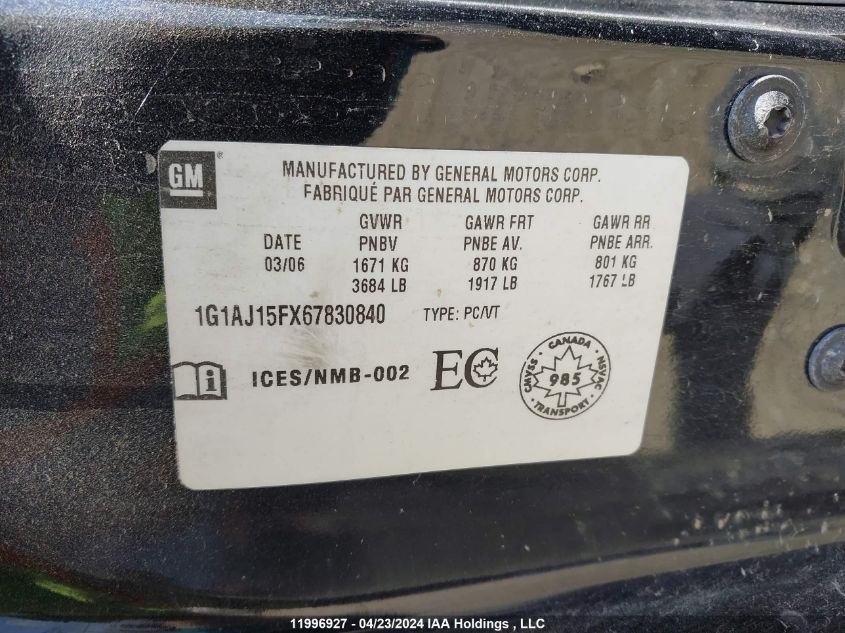 GM®
MANUFACTURED BY GENERAL MOTORS CORP.
FABRIQUÉ PAR GENERAL MOTORS CORP.
GVWR GAWR FRT GAWR RR
DATE PNBV PNBE AV. PNBE ARR.
03/06 1671 KG 870 KG 801 KG
3684 LB 1917 LB 1767 LB
1G1AJ15FX67830840 TYPE: PC/VT
i ICES/NMB-002 EC
CANADA
CMVSS 985 NSVAC
TRANSPORT
11996927 - 04/23/2024 IAA Holdings , LLC